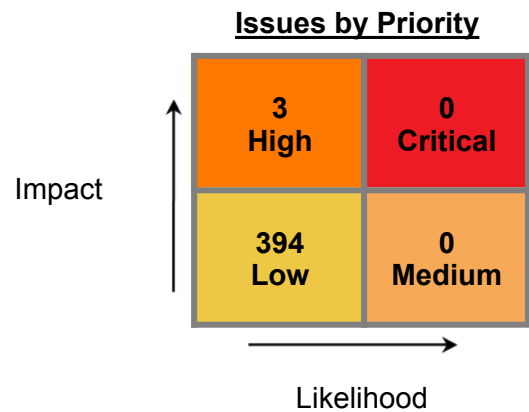 Issues by Priority
3
High
0
Critical
Impact
394
Low
0
Medium
Likelihood